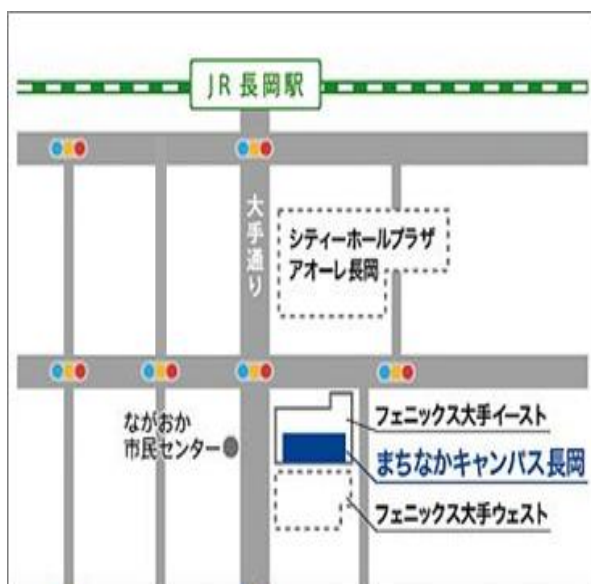 JR長岡駅
大手通り
シティーホールプラザ
アオーレ長岡
ながおか
市民センター
フェニックス大手イースト
まちなかキャンパス長岡
フェニックス大手ウェスト